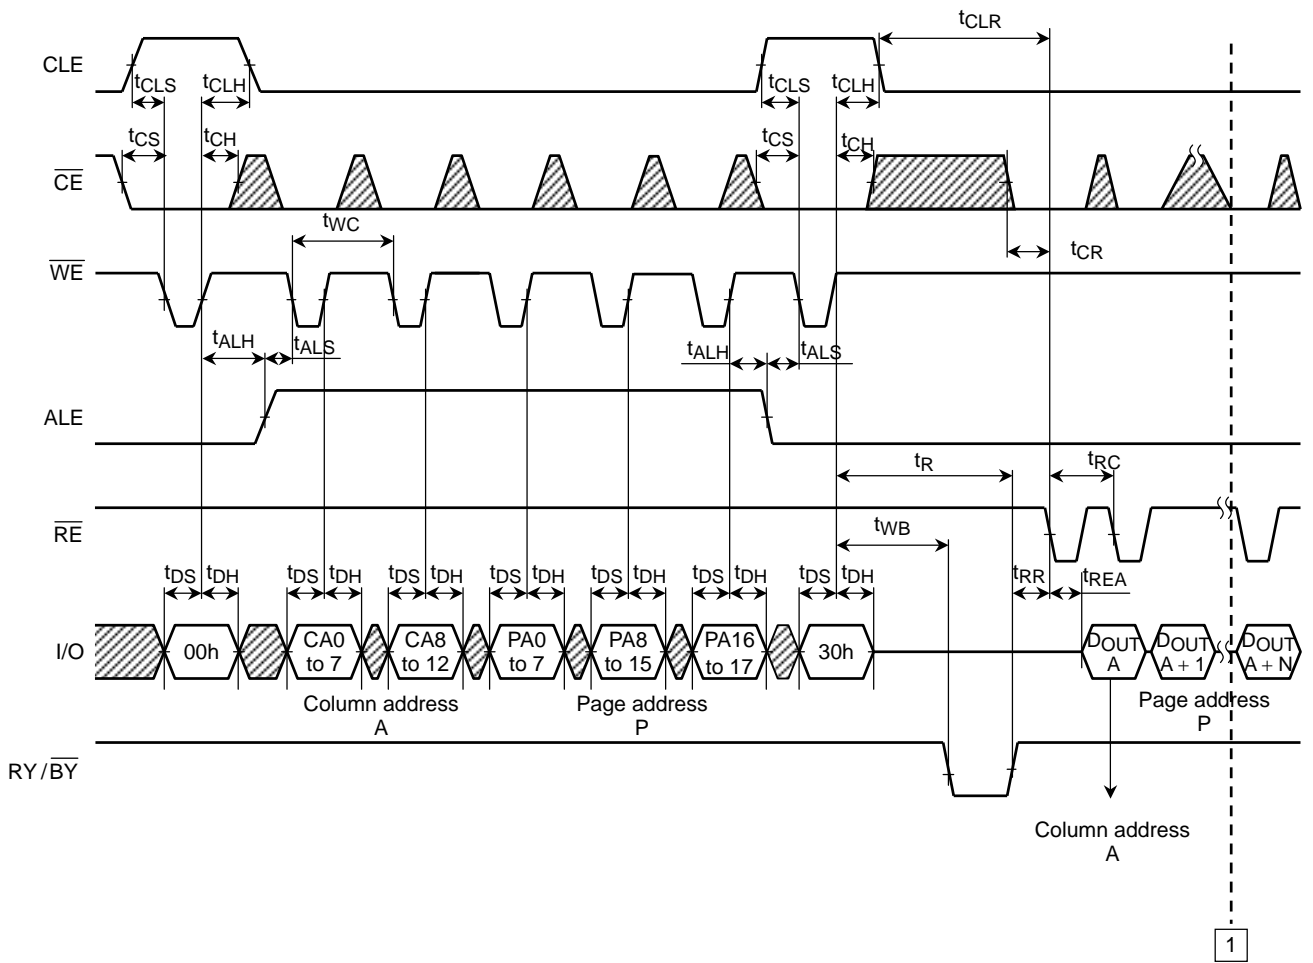 tCLR
CLE
tCLS tCLH tCLS tCLH
tCS tCH tCS tCH
CE
tWC
tCR
WE
tALH tALS tALH tALS
ALE
tR tRC
RE
tWB
tDS tDH tDS tDH tDS tDH tDS tDH tDS tDH tDS tDH tDS tDH tRR tREA
I/O 00h CA0 to 7 CA8 to 12 PA0 to 7 PA8 to 15 PA16 to 17 30h DOUT A DOUT A + 1 DOUT A + N
Column address A Page address P Page address P
RY/BY
Column address
A
1